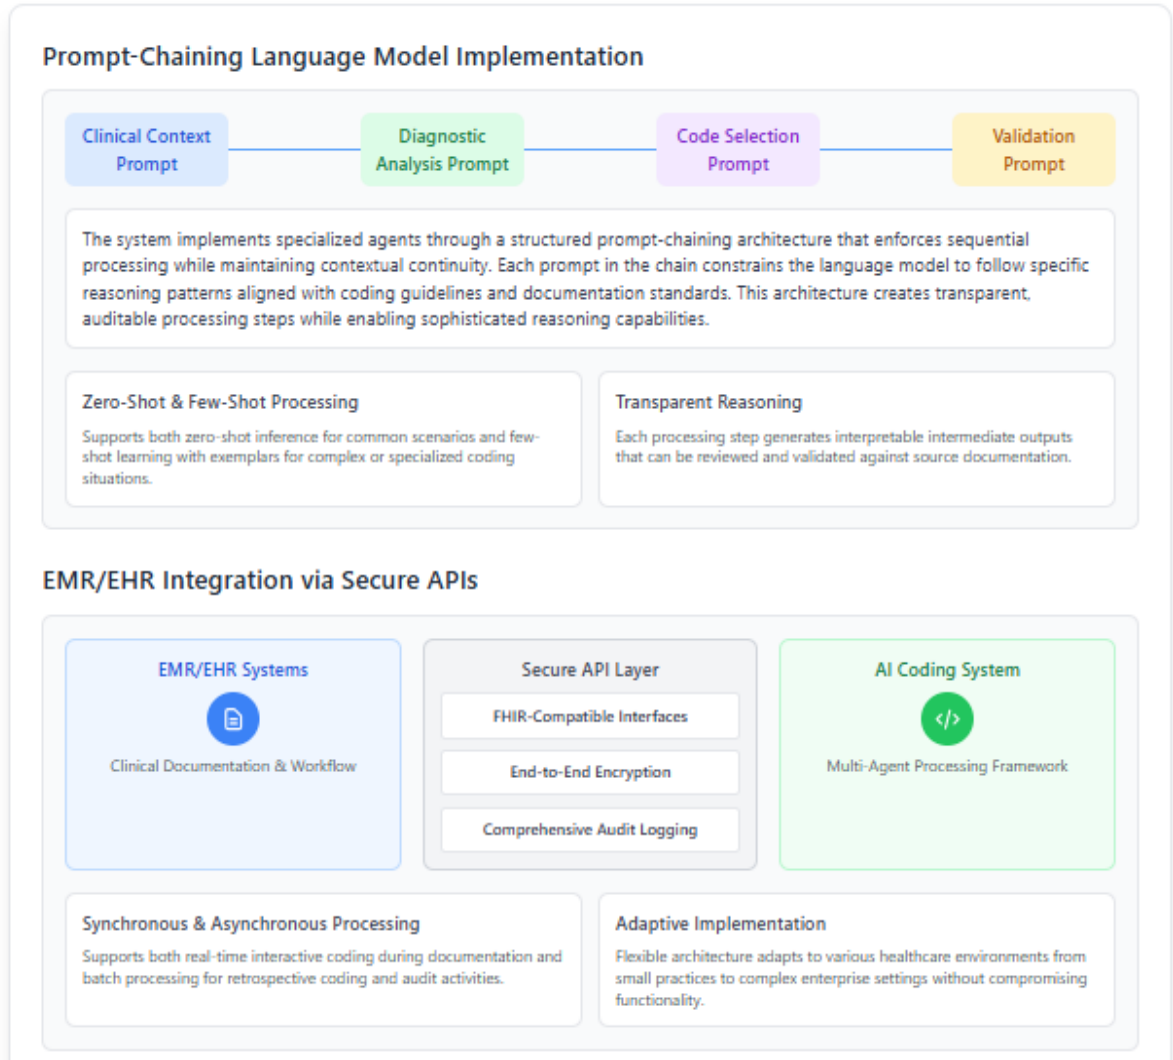 Prompt-Chaining Language Model Implementation
Clinical Context
Prompt
Diagnostic
Analysis Prompt
Code Selection
Prompt
Validation
Prompt
The system implements specialized agents through a structured prompt-chaining architecture that enforces sequential
processing while maintaining contextual continuity. Each prompt in the chain constrains the language model to follow specific
reasoning patterns aligned with coding guidelines and documentation standards. This architecture creates transparent,
auditable processing steps while enabling sophisticated reasoning capabilities.
Zero-Shot & Few-Shot Processing
Supports both zero-shot inference for common scenarios and few-
shot learning with exemplars for complex or specialized coding
situations.
Transparent Reasoning
Each processing step generates interpretable intermediate outputs
that can be reviewed and validated against source documentation.
EMR/EHR Integration via Secure APIs
EMR/EHR Systems
Clinical Documentation & Workflow
Secure API Layer
FHIR-Compatible Interfaces
End-to-End Encryption
Comprehensive Audit Logging
AI Coding System
</>
Multi-Agent Processing Framework
Synchronous & Asynchronous Processing
Supports both real-time interactive coding during documentation and
batch processing for retrospective coding and audit activities.
Adaptive Implementation
Flexible architecture adapts to various healthcare environments from
small practices to complex enterprise settings without compromising
functionality.